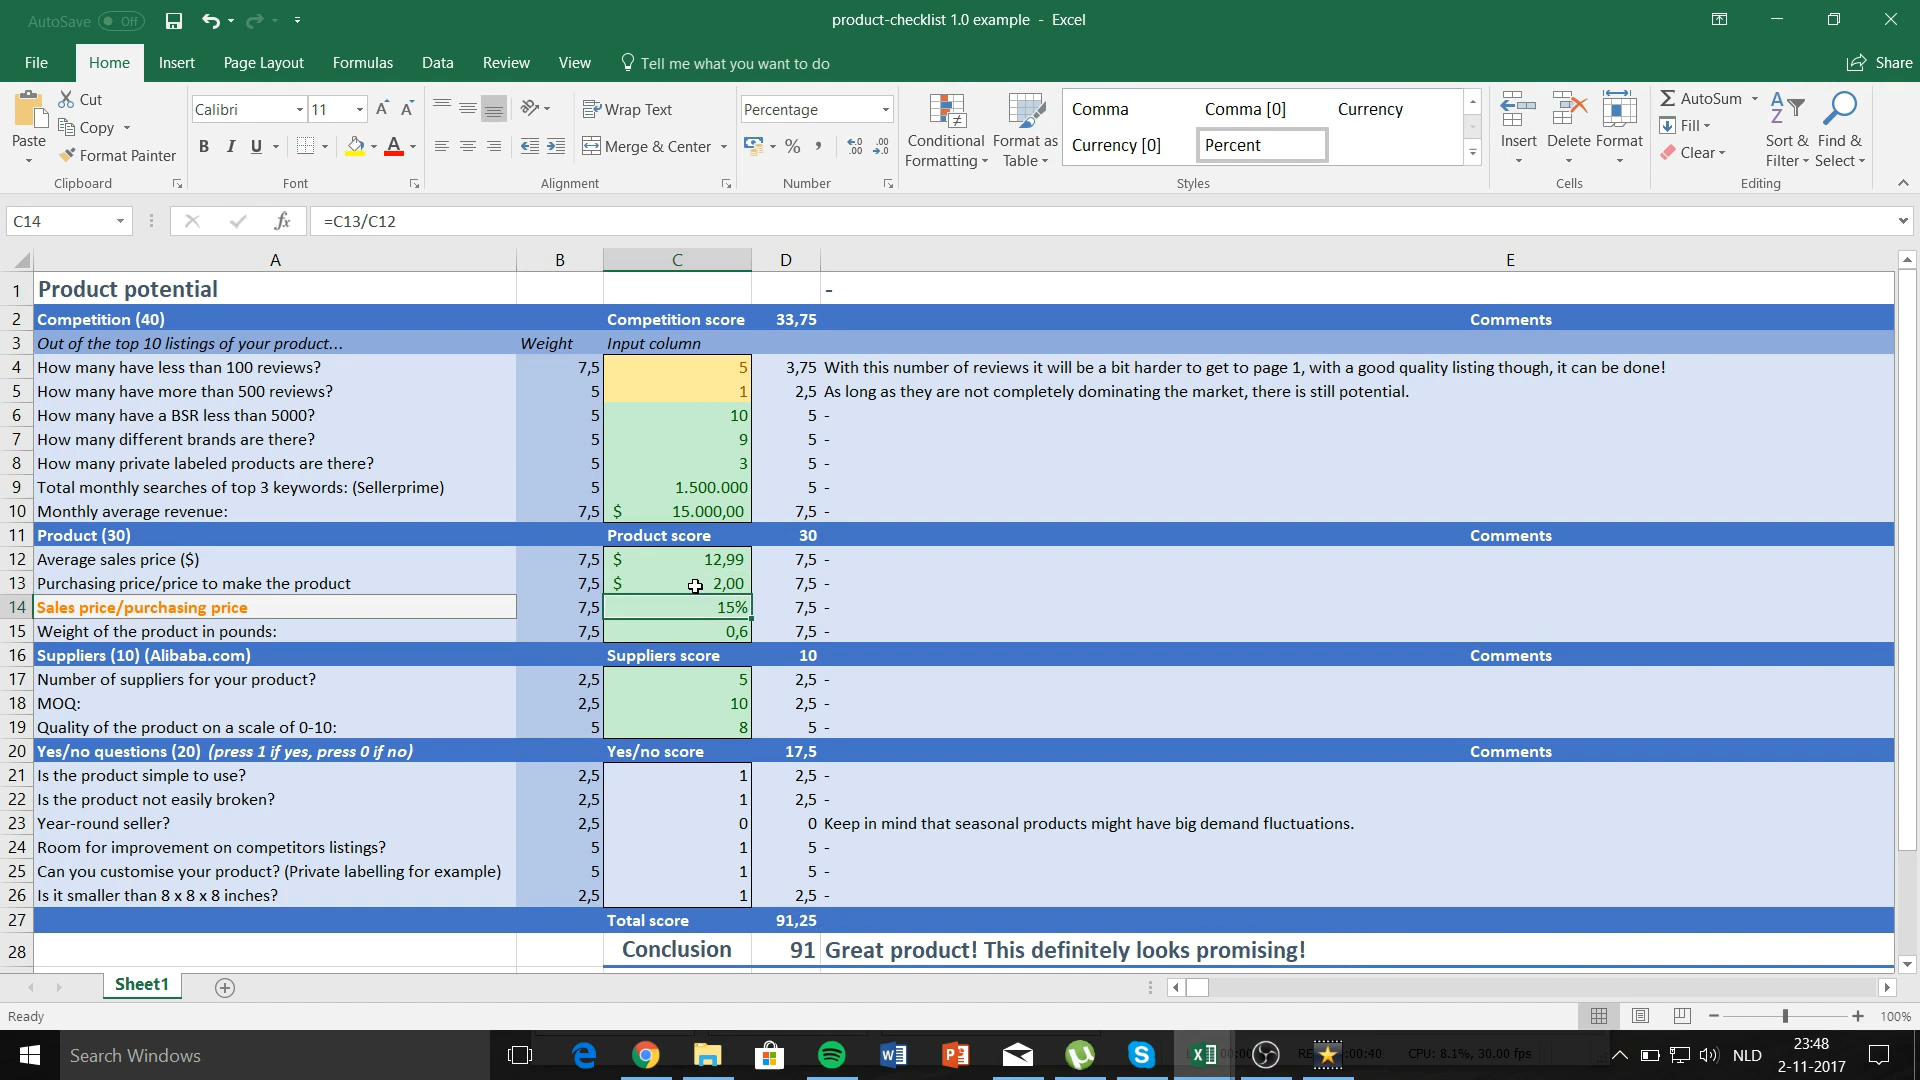 AutoSave Off product-checklist 1.0 example - Excel
File Home Insert Page Layout Formulas Data Review View Tell me what you want to do Share
Paste Cut Copy Format Painter Clipboard
Calibri 11 B I U A Font
Wrap Text Merge & Center Alignment
Percentage % Number
Conditional Formatting Format as Table
Comma Comma [0] Currency
Currency [0] Percent
Styles
Insert Delete Format Cells
AutoSum Fill Clear Sort & Filter Find & Select Editing
C14 fx =C13/C12
A B C D E
1 Product potential -
2 Competition (40) Competition score 33,75 Comments
3 Out of the top 10 listings of your product... Weight Input column
4 How many have less than 100 reviews? 7,5 5 3,75 With this number of reviews it will be a bit harder to get to page 1, with a good quality listing though, it can be done!
5 How many have more than 500 reviews? 5 1 2,5 As long as they are not completely dominating the market, there is still potential.
6 How many have a BSR less than 5000? 5 10 5 -
7 How many different brands are there? 5 9 5 -
8 How many private labeled products are there? 5 3 5 -
9 Total monthly searches of top 3 keywords: (Sellerprime) 5 1.500.000 5 -
10 Monthly average revenue: 7,5 $ 15.000,00 7,5 -
11 Product (30) Product score 30 Comments
12 Average sales price ($) 7,5 $ 12,99 7,5 -
13 Purchasing price/price to make the product 7,5 $ 2,00 7,5 -
14 Sales price/purchasing price 7,5 15% 7,5 -
15 Weight of the product in pounds: 7,5 0,6 7,5 -
16 Suppliers (10) (Alibaba.com) Suppliers score 10 Comments
17 Number of suppliers for your product? 2,5 5 2,5 -
18 MOQ: 2,5 10 2,5 -
19 Quality of the product on a scale of 0-10: 5 8 5 -
20 Yes/no questions (20) (press 1 if yes, press 0 if no) Yes/no score 17,5 Comments
21 Is the product simple to use? 2,5 1 2,5 -
22 Is the product not easily broken? 2,5 1 2,5 -
23 Year-round seller? 2,5 0 0 Keep in mind that seasonal products might have big demand fluctuations.
24 Room for improvement on competitors listings? 5 1 5 -
25 Can you customise your product? (Private labelling for example) 5 1 5 -
26 Is it smaller than 8 x 8 x 8 inches? 2,5 1 2,5 -
27 Total score 91,25
28 Conclusion 91 Great product! This definitely looks promising!
Sheet1
Ready 100%
Search Windows CPU: 8.1%, 30.00 fps NLD 23:48
2-11-2017